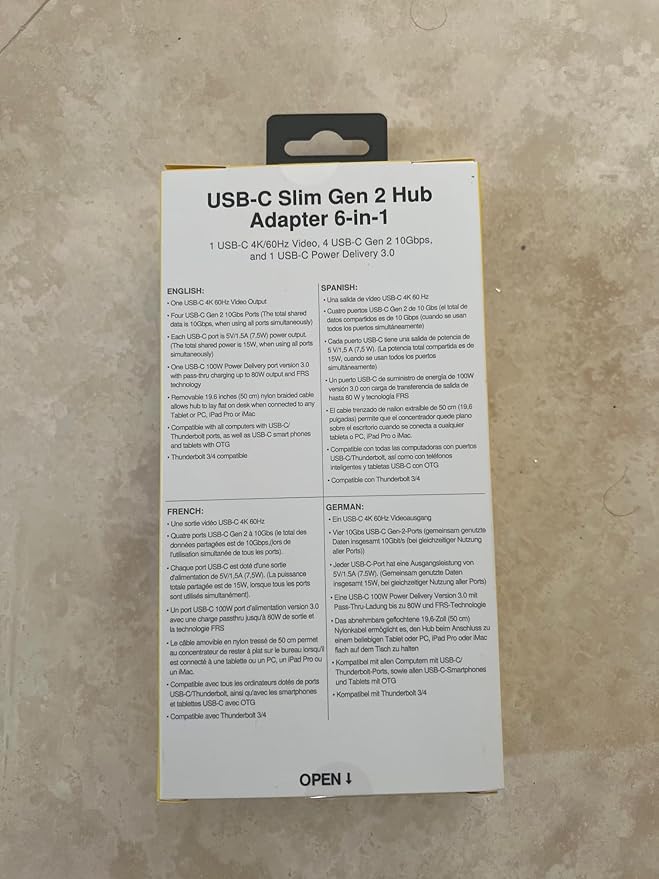 USB-C Slim Gen 2 Hub
Adapter 6-in-1
1 USB-C 4K/60Hz Video, 4 USB-C Gen 2 10Gbps,
and 1 USB-C Power Delivery 3.0
ENGLISH:
• One USB-C 4K 60Hz Video Output
• Four USB-C Gen 2 10Gbps Ports (The total shared
data is 10Gbps, when using all ports simultaneously)
• Each USB-C port is 5V/1.5A (7.5W) power output.
(The total shared power is 15W, when using all ports
simultaneously)
• One USB-C 100W Power Delivery port version 3.0
with pass-thru charging up to 80W output and FRS
technology
• Removable 19.6 inches (50 cm) nylon braided cable
allows hub to lay flat on desk when connected to any
Tablet or PC, iPad Pro or iMac
• Compatible with all computers with USB-C/
Thunderbolt ports, as well as USB-C smart phones
and tablets with OTG
• Thunderbolt 3/4 compatible
SPANISH:
• Una salida de vídeo USB-C 4K 60 Hz
• Cuatro puertos USB-C Gen 2 de 10 Gbs (el total de
datos compartidos es de 10 Gbps (cuando se usan
todos los puertos simultáneamente)
• Cada puerto USB-C tiene una salida de potencia de
5 V/1,5 A (7,5 W). (La potencia total compartida es de
15W, cuando se usan todos los puertos
simultáneamente)
• Un puerto USB-C de suministro de energía de 100W
versión 3.0 con carga de transferencia de salida de
hasta 80 W y tecnología FRS
• El cable trenzado de nailon extraíble de 50 cm (19,6
pulgadas) permite que el concentrador quede plano
sobre el escritorio cuando se conecta a cualquier
tableta o PC, iPad Pro o iMac.
• Compatible con todas las computadoras con puertos
USB-C/Thunderbolt, así como con teléfonos
inteligentes y tabletas USB-C con OTG
• Compatible con Thunderbolt 3/4
FRENCH:
• Une sortie vidéo USB-C 4K 60Hz
• Quatre ports USB-C Gen 2 à 10Gbs (le total des
données partagées est de 10Gbps,(lors de
l'utilisation simultanée de tous les ports).
• Chaque port USB-C est doté d'une sortie
d'alimentation de 5V/1,5A (7,5W). (La puissance
totale partagée est de 15W, lorsque tous les ports
sont utilisés simultanément).
• Un port USB-C 100W port d'alimentation version 3.0
avec une charge passthru jusqu'à 80W de sortie et
la technologie FRS
• Le câble amovible en nylon tressé de 50 cm permet
au concentrateur de rester à plat sur le bureau lorsqu'il
est connecté à une tablette ou un PC, un iPad Pro ou
un iMac.
• Compatible avec tous les ordinateurs dotés de ports
USB-C/Thunderbolt, ainsi qu'avec les smartphones
et tablettes USB-C avec OTG
• Compatible avec Thunderbolt 3/4
GERMAN:
• Ein USB-C 4K 60Hz Videoausgang
• Vier 10Gbs USB-C Gen-2-Ports (gemeinsam genutzte
Daten insgesamt 10Gbit/s (bei gleichzeitiger Nutzung
aller Ports))
• Jeder USB-C-Port hat eine Ausgangsleistung von
5V/1.5A (7.5W). (Gemeinsam genutzte Daten
insgesamt 15W, bei gleichzeitiger Nutzung aller Ports)
• Eine USB-C 100W Power Delivery Version 3.0 mit
Pass-Thru-Ladung bis zu 80W und FRS-Technologie
• Das abnehmbare geflochtene 19,6-Zoll (50 cm)
Nylonkabel ermöglicht es, den Hub beim Anschluss zu
einem beliebigen Tablet oder PC, iPad Pro oder iMac
flach auf dem Tisch zu halten
• Kompatibel mit allen Computern mit USB-C/
Thunderbolt-Ports, sowie allen USB-C-Smartphones
und Tablets mit OTG
• Kompatibel mit Thunderbolt 3/4
OPEN ↓